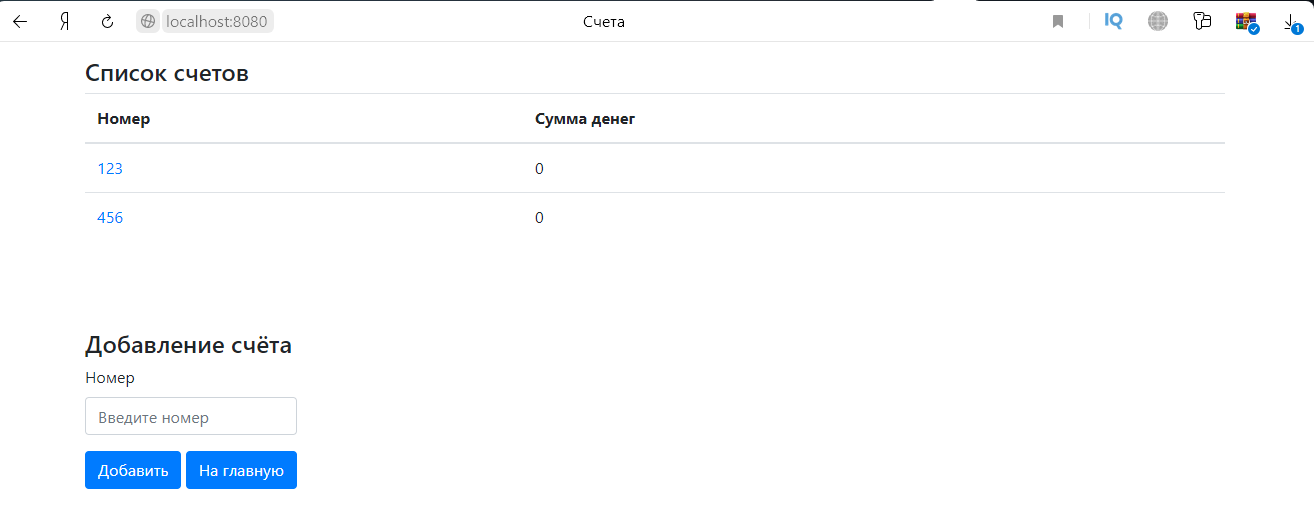 Я localhost:8080 Счета IQ 1
Список счетов
Номер Сумма денег
123 0
456 0
Добавление счёта
Номер
Введите номер
Добавить На главную